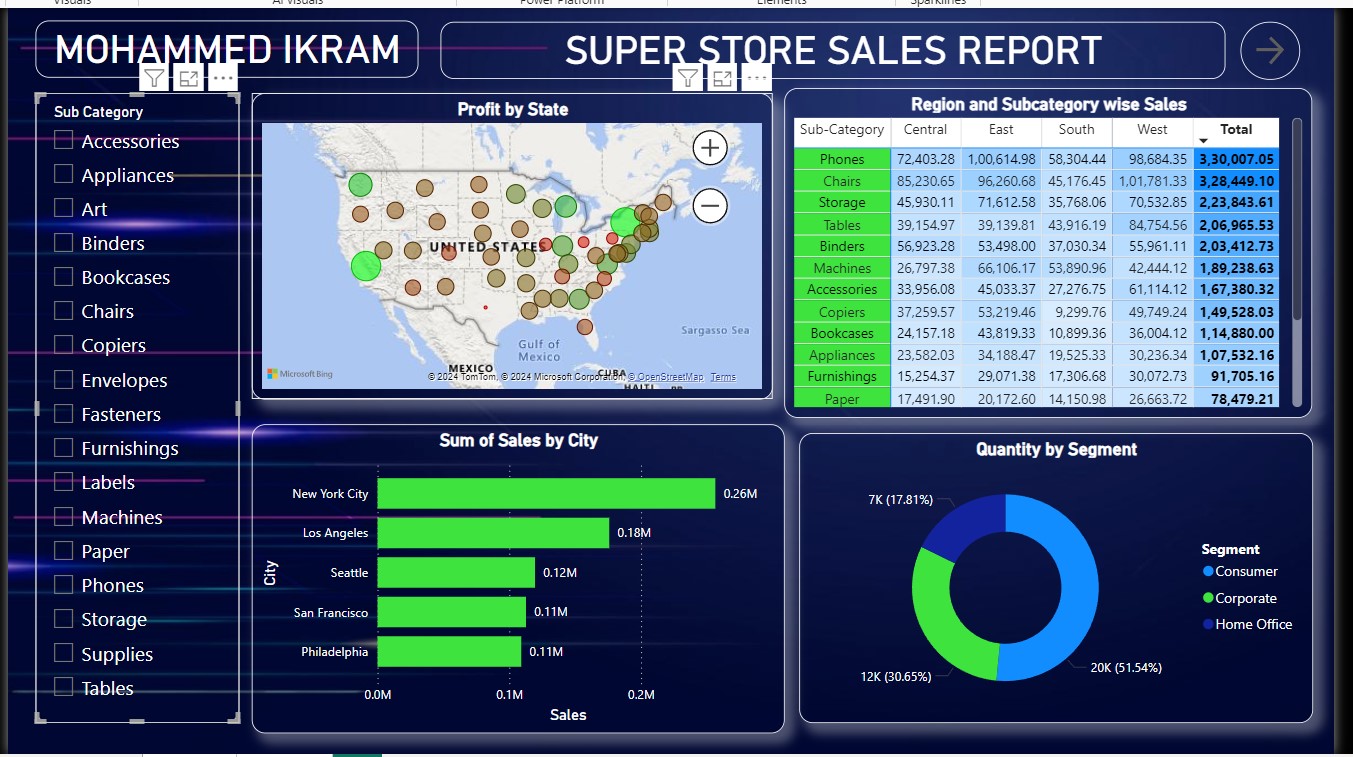 Visuals AI visuals Power Platform Elements Sparklines
MOHAMMED IKRAM
SUPER STORE SALES REPORT
Sub Category
Accessories
Appliances
Art
Binders
Bookcases
Chairs
Copiers
Envelopes
Fasteners
Furnishings
Labels
Machines
Paper
Phones
Storage
Supplies
Tables
Profit by State
UNITED STATES
Sargasso Sea
Gulf of
Mexico
MEXICO
CUBA
HAITI
PR
Microsoft Bing
© 2024 TomTom, © 2024 Microsoft Corporation, © OpenStreetMap Terms
Region and Subcategory wise Sales
Sub-Category Central East South West Total
Phones 72,403.28 1,00,614.98 58,304.44 98,684.35 3,30,007.05
Chairs 85,230.65 96,260.68 45,176.45 1,01,781.33 3,28,449.10
Storage 45,930.11 71,612.58 35,768.06 70,532.85 2,23,843.61
Tables 39,154.97 39,139.81 43,916.19 84,754.56 2,06,965.53
Binders 56,923.28 53,498.00 37,030.34 55,961.11 2,03,412.73
Machines 26,797.38 66,106.17 53,890.96 42,444.12 1,89,238.63
Accessories 33,956.08 45,033.37 27,276.75 61,114.12 1,67,380.32
Copiers 37,259.57 53,219.46 9,299.76 49,749.24 1,49,528.03
Bookcases 24,157.18 43,819.33 10,899.36 36,004.12 1,14,880.00
Appliances 23,582.03 34,188.47 19,525.33 30,236.34 1,07,532.16
Furnishings 15,254.37 29,071.38 17,306.68 30,072.73 91,705.16
Paper 17,491.90 20,172.60 14,150.98 26,663.72 78,479.21
Sum of Sales by City
City
New York City 0.26M
Los Angeles 0.18M
Seattle 0.12M
San Francisco 0.11M
Philadelphia 0.11M
0.0M 0.1M 0.2M
Sales
Quantity by Segment
7K (17.81%)
12K (30.65%)
20K (51.54%)
Segment
Consumer
Corporate
Home Office